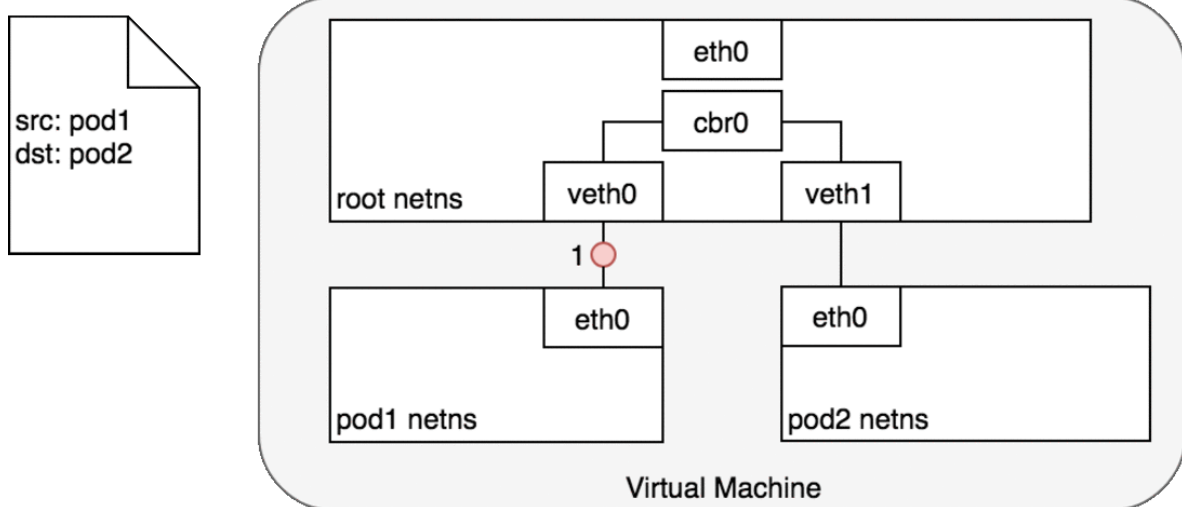 src: pod1
dst: pod2
eth0
cbr0
veth0
veth1
root netns
1
eth0
eth0
pod1 netns
pod2 netns
Virtual Machine